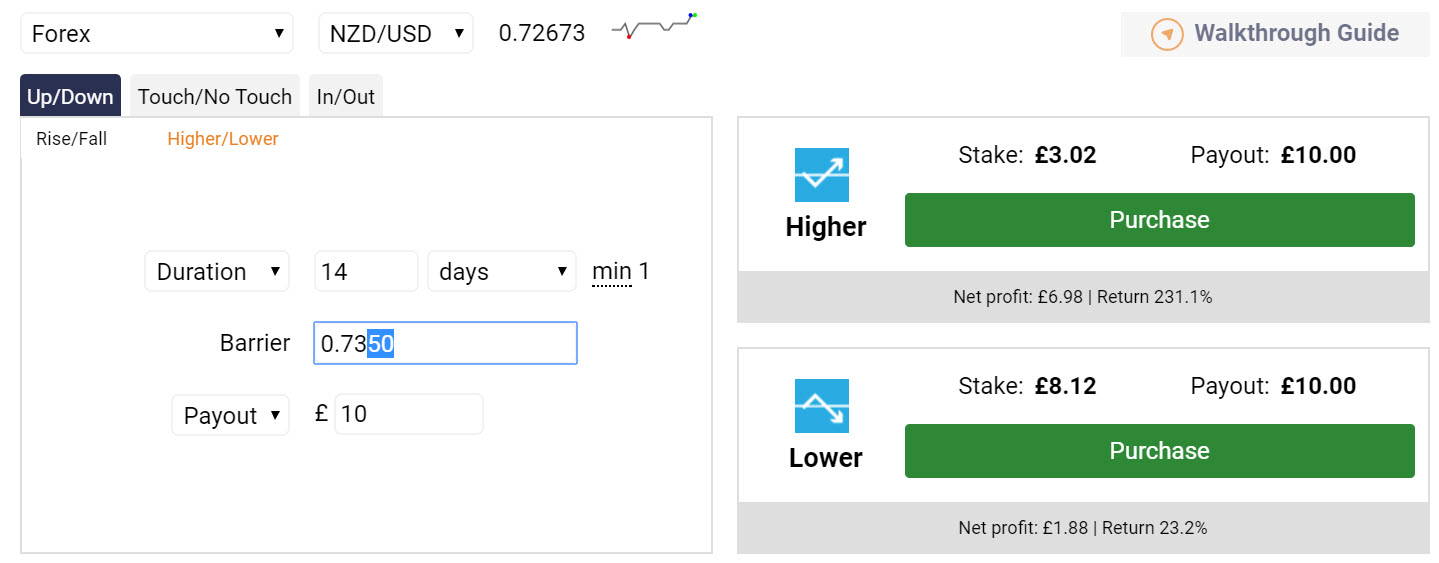 Forex NZD/USD 0.72673 Walkthrough Guide
Up/Down Touch/No Touch In/Out
Rise/Fall Higher/Lower
Duration 14 days min 1
Barrier 0.7350
Payout £ 10
Stake: £3.02 Payout: £10.00
Higher Purchase
Net profit: £6.98 | Return 231.1%
Stake: £8.12 Payout: £10.00
Lower Purchase
Net profit: £1.88 | Return 23.2%